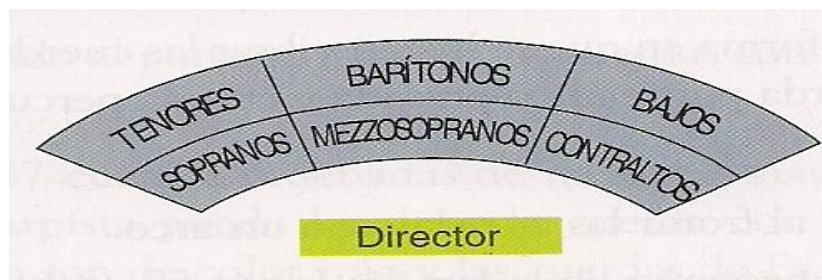 TENORES BARÍTONOS BAJOS
SOPRANOS MEZZOSOPRANOS CONTRALTOS
Director